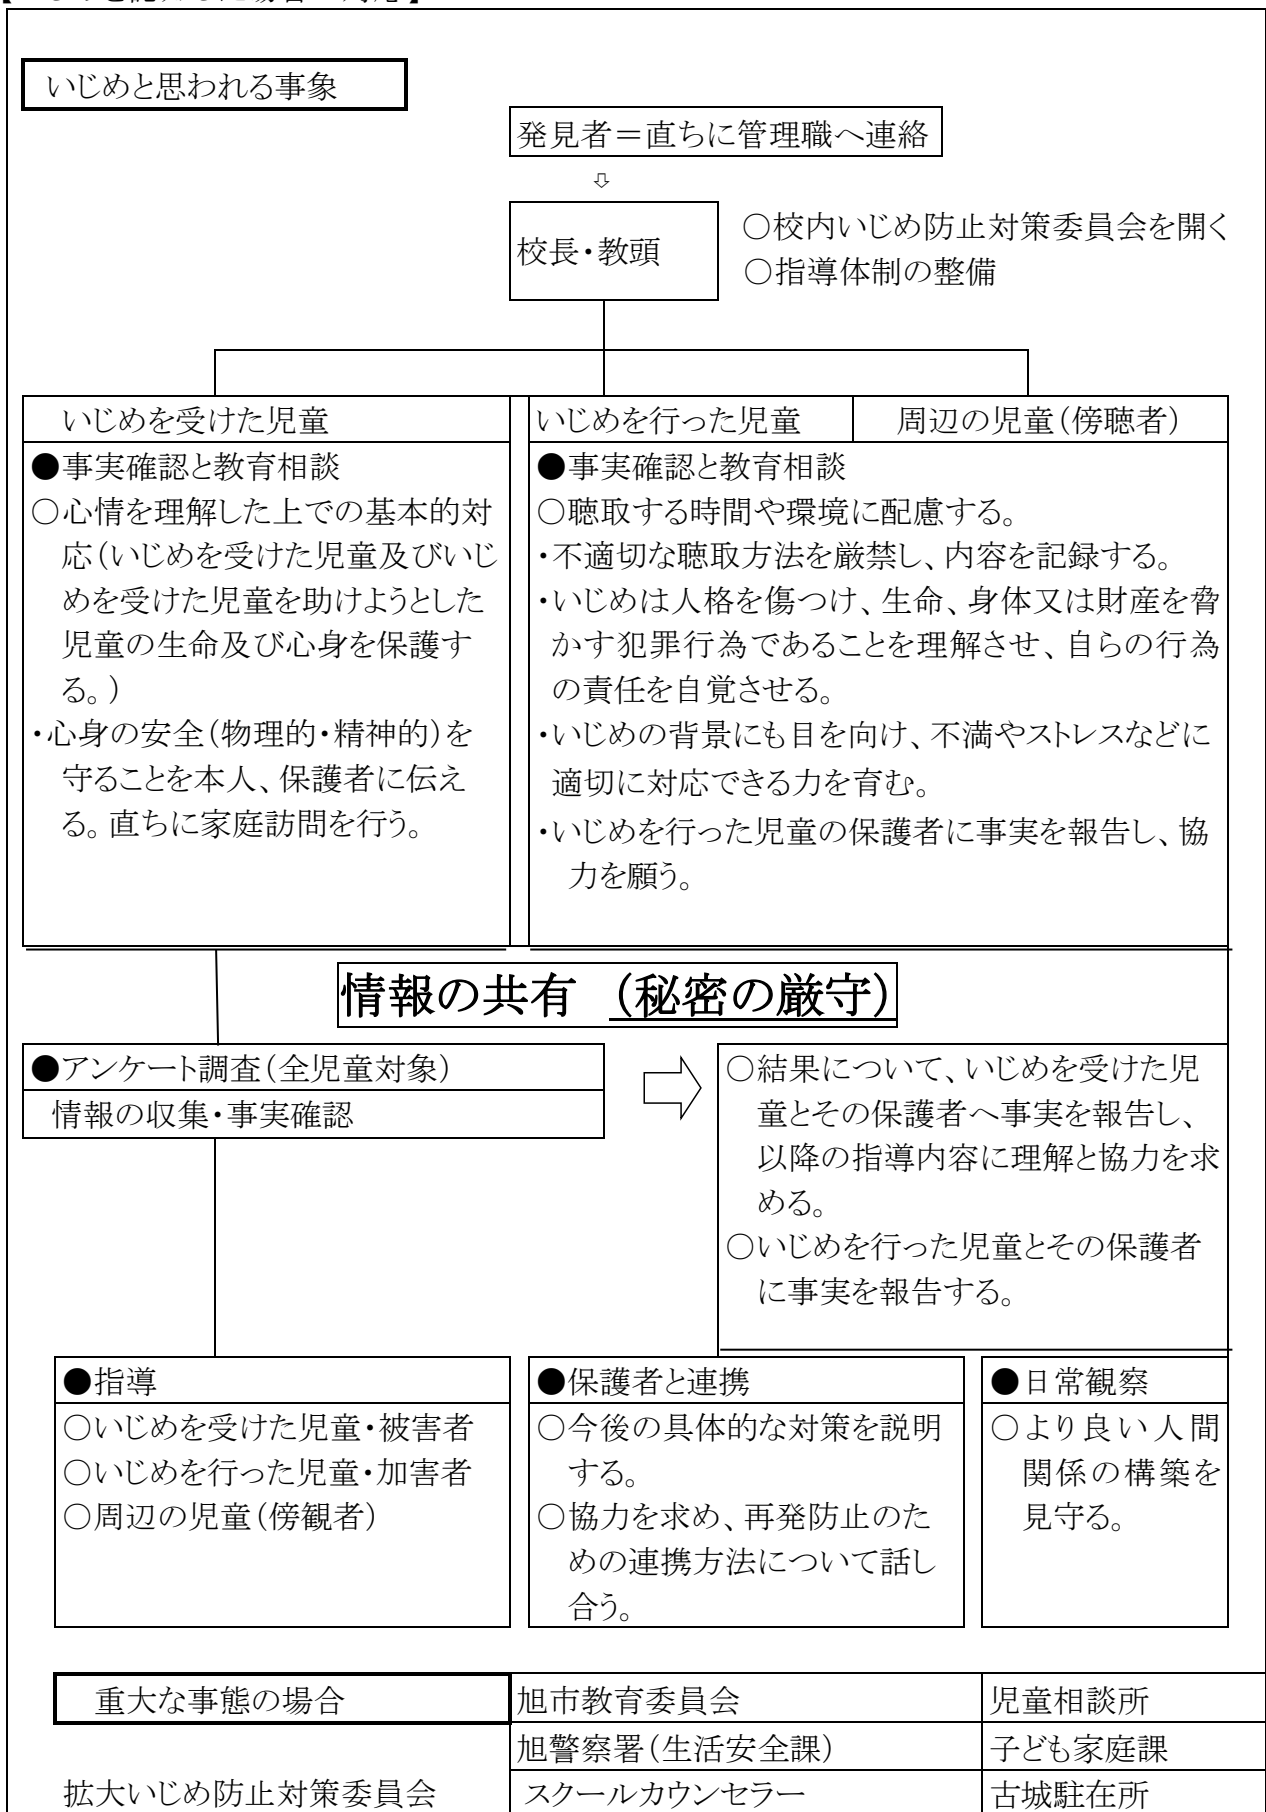 いじめと思われる事象
発見者＝直ちに管理職へ連絡
⇩
校長・教頭
○校内いじめ防止対策委員会を開く
○指導体制の整備
いじめを受けた児童
●事実確認と教育相談
○心情を理解した上での基本的対
応(いじめを受けた児童及びいじ
めを受けた児童を助けようとした
児童の生命及び心身を保護す
る。)
・心身の安全(物理的・精神的)を
守ることを本人、保護者に伝え
る。直ちに家庭訪問を行う。
いじめを行った児童
周辺の児童(傍聴者)
●事実確認と教育相談
○聴取する時間や環境に配慮する。
・不適切な聴取方法を厳禁し、内容を記録する。
・いじめは人格を傷つけ、生命、身体又は財産を脅
かす犯罪行為であることを理解させ、自らの行為
の責任を自覚させる。
・いじめの背景にも目を向け、不満やストレスなどに
適切に対応できる力を育む。
・いじめを行った児童の保護者に事実を報告し、協
力を願う。
情報の共有 (秘密の厳守)
●アンケート調査(全児童対象)
情報の収集・事実確認
○結果について、いじめを受けた児
童とその保護者へ事実を報告し、
以降の指導内容に理解と協力を求
める。
○いじめを行った児童とその保護者
に事実を報告する。
●指導
○いじめを受けた児童・被害者
○いじめを行った児童・加害者
○周辺の児童(傍観者)
●保護者と連携
○今後の具体的な対策を説明
する。
○協力を求め、再発防止のた
めの連携方法について話し
合う。
●日常観察
○より良い人間
関係の構築を
見守る。
重大な事態の場合
旭市教育委員会
児童相談所
旭警察署(生活安全課)
子ども家庭課
拡大いじめ防止対策委員会
スクールカウンセラー
古城駐在所